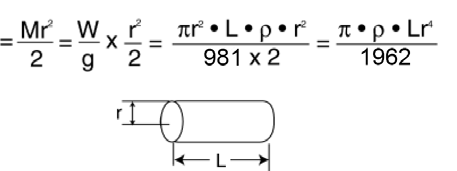 = Mr²/2 = W/g x r²/2 = πr² • L • ρ • r²/981 x 2 = π • ρ • Lr⁴/1962
r
L